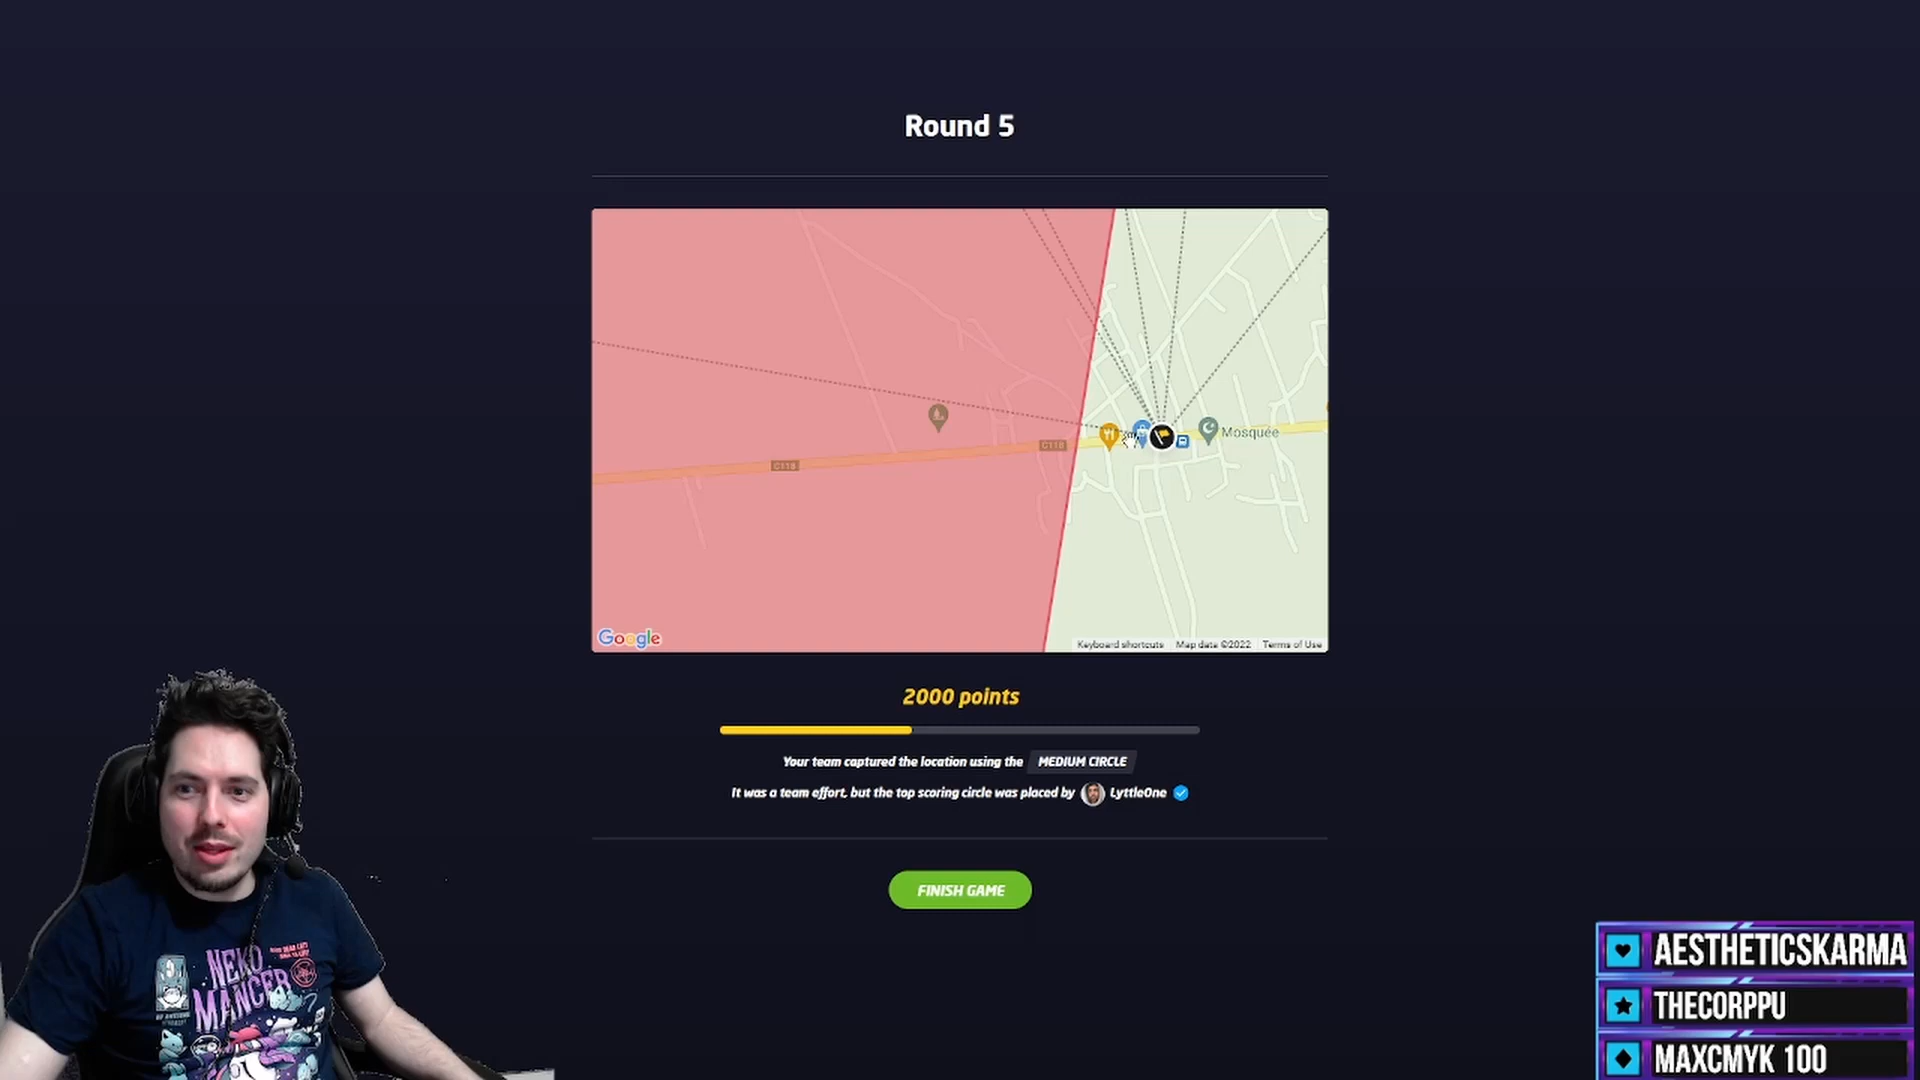 Round 5
C118
C118
Mosquée
Google
Keyboard shortcuts Map data ©2022 Terms of Use
2000 points
Your team captured the location using the MEDIUM CIRCLE
It was a team effort, but the top scoring circle was placed by LyttleOne
FINISH GAME
NEKO
MANCER
AESTHETICSKARMA
THECORPPU
MAXCMYK 100